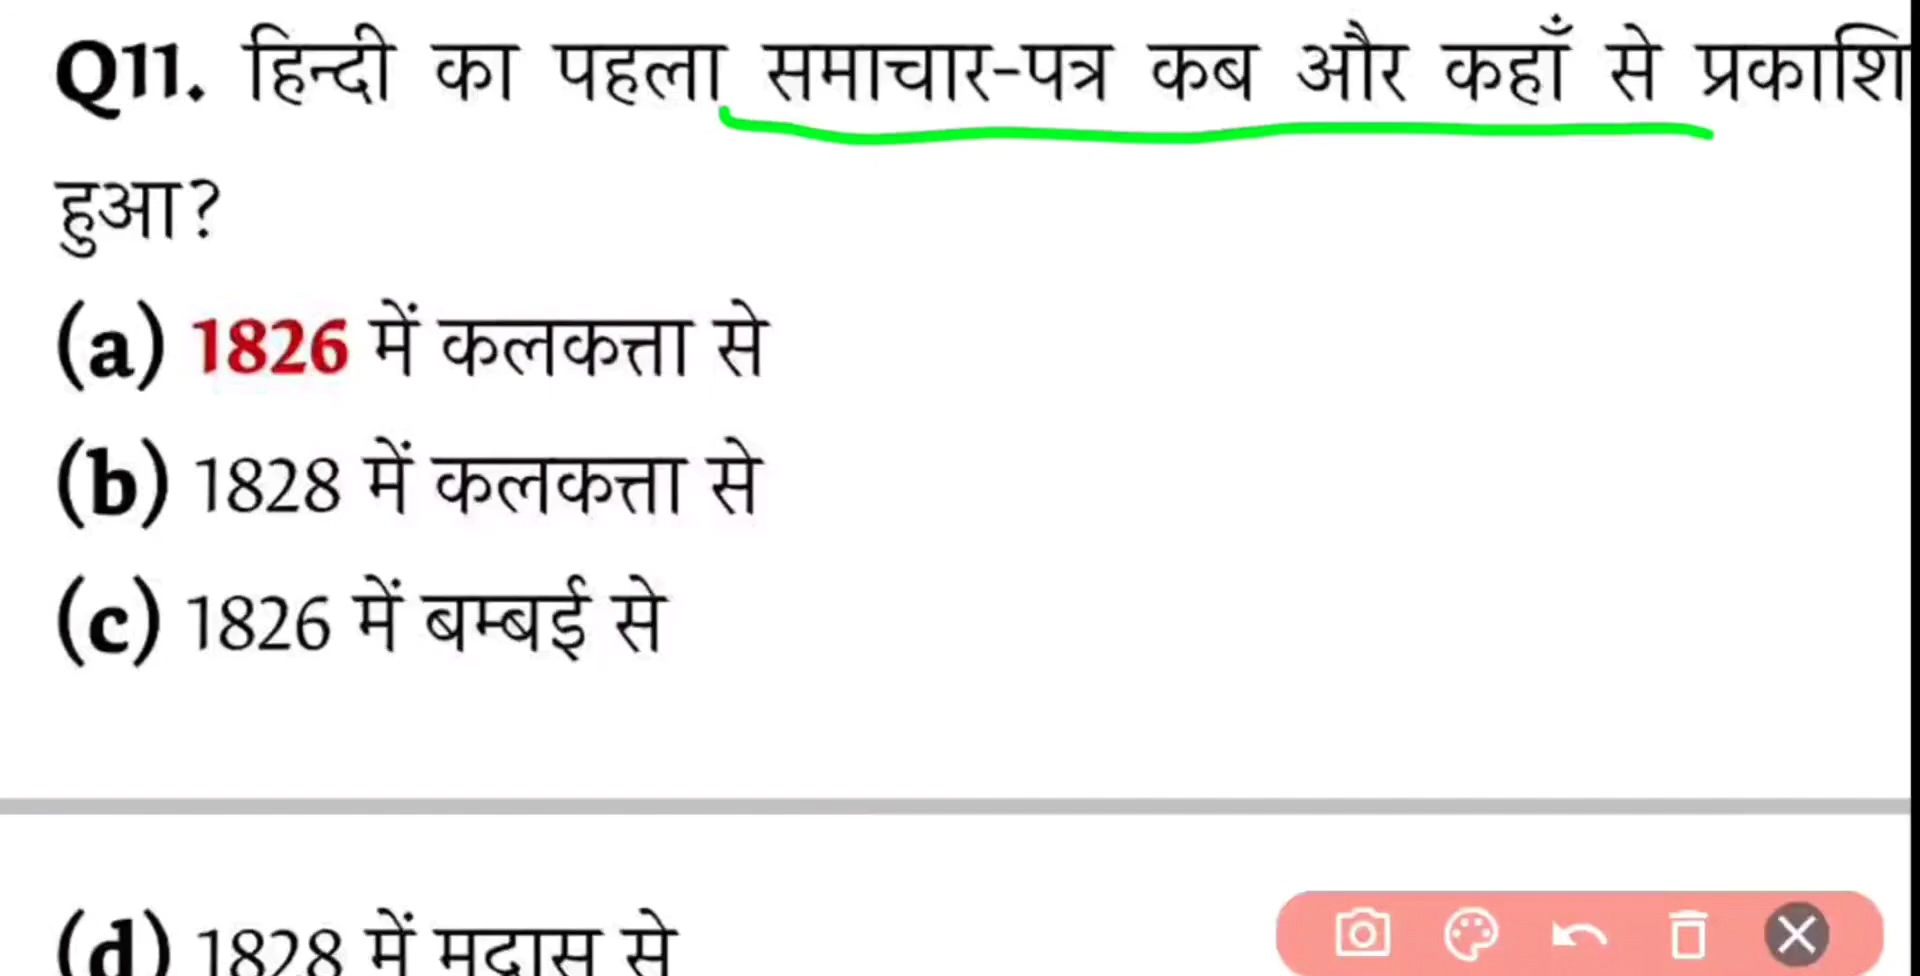 Q11. हिन्दी का पहला समाचार-पत्र कब और कहाँ से प्रकाशि
हुआ?
(a) 1826 में कलकत्ता से
(b) 1828 में कलकत्ता से
(c) 1826 में बम्बई से
(d) 1828 में मद्रास से